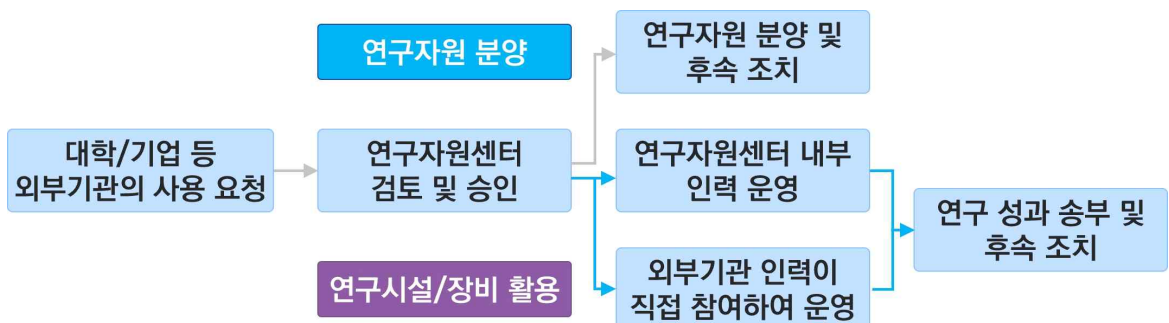 연구자원 분양
연구자원 분양 및
후속 조치
대학/기업 등
외부기관의 사용 요청
연구자원센터
검토 및 승인
연구자원센터 내부
인력 운영
연구 성과 송부 및
후속 조치
연구시설/장비 활용
외부기관 인력이
직접 참여하여 운영